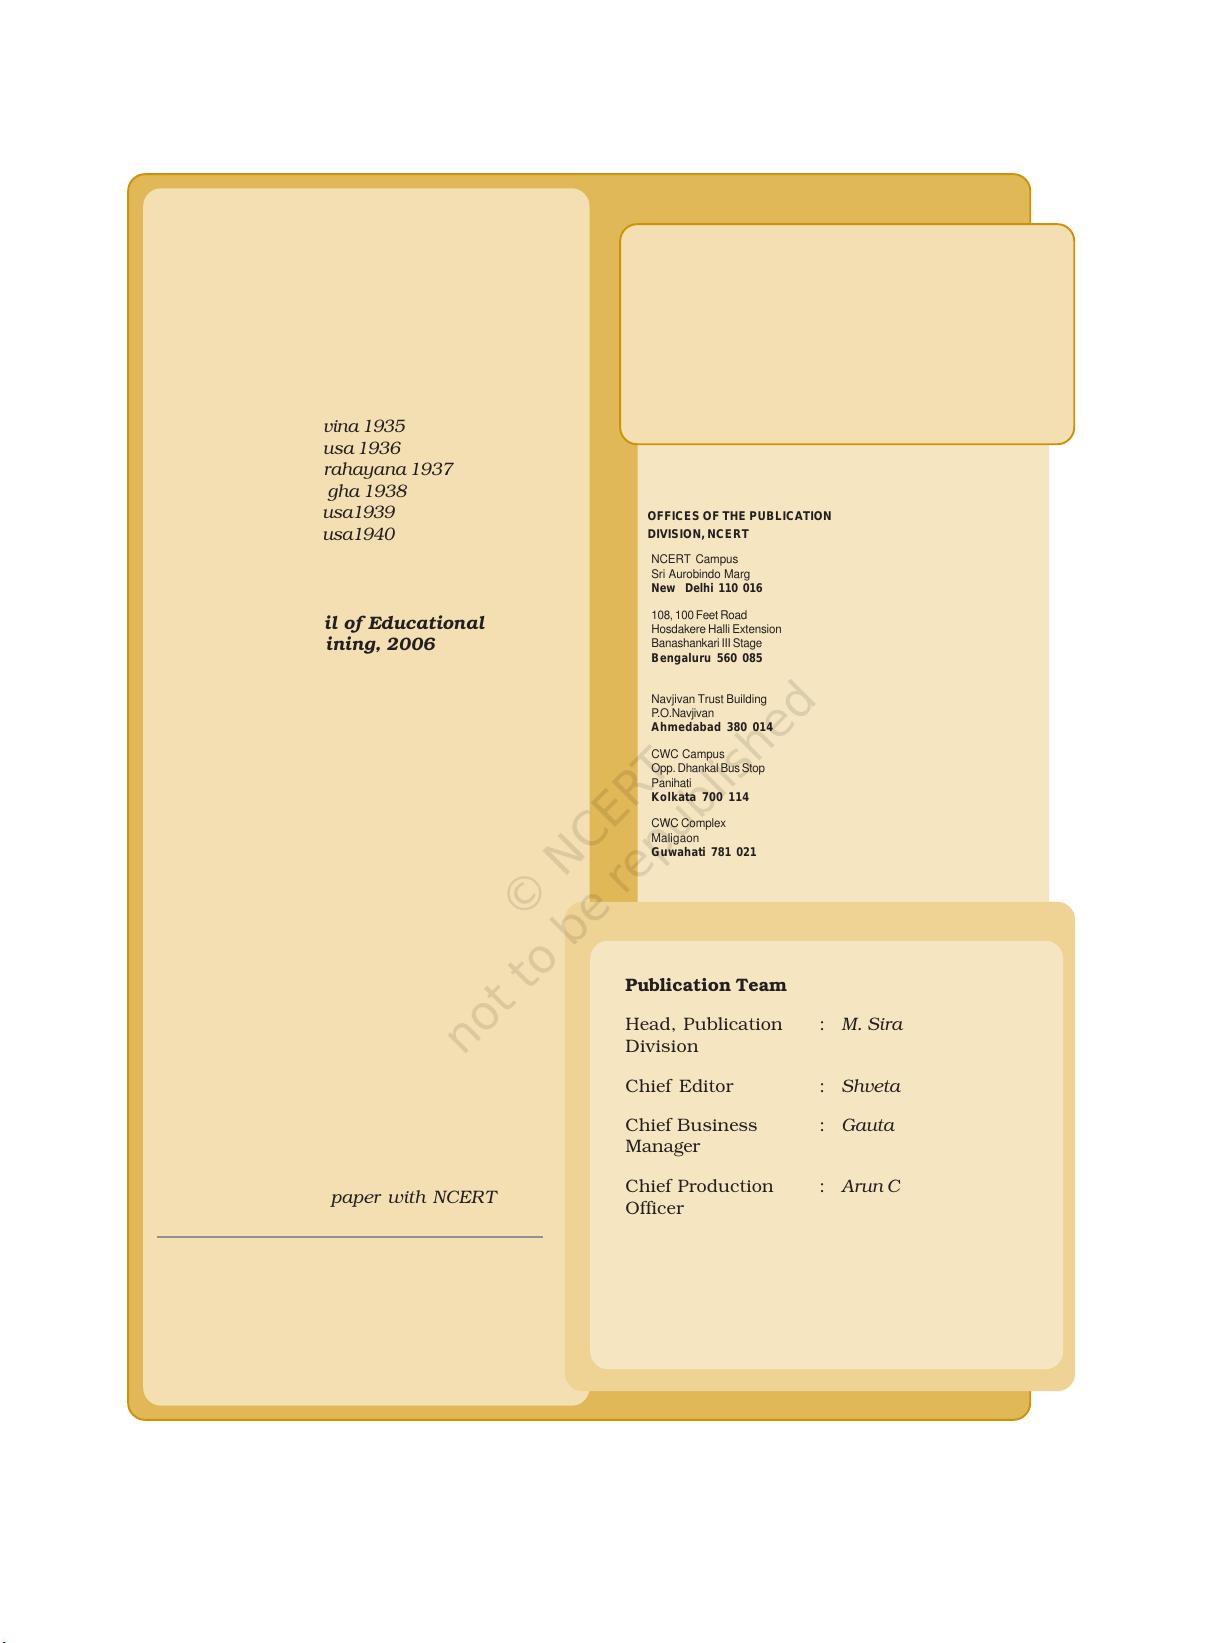 vina 1935
usa 1936
rahayana 1937
gha 1938
usa1939
usa1940
il of Educational
ining, 2006
paper with NCERT
OFFICES OF THE PUBLICATION
DIVISION, NCERT
NCERT Campus
Sri Aurobindo Marg
New Delhi 110 016
108, 100 Feet Road
Hosdakere Halli Extension
Banashankari III Stage
Bengaluru 560 085
Navjivan Trust Building
P.O.Navjivan
Ahmedabad 380 014
CWC Campus
Opp. Dhankal Bus Stop
Panihati
Kolkata 700 114
CWC Complex
Maligaon
Guwahati 781 021
© NCERT
not to be republished
Publication Team
Head, Publication : M. Sira
Division
Chief Editor : Shveta
Chief Business : Gauta
Manager
Chief Production : Arun C
Officer